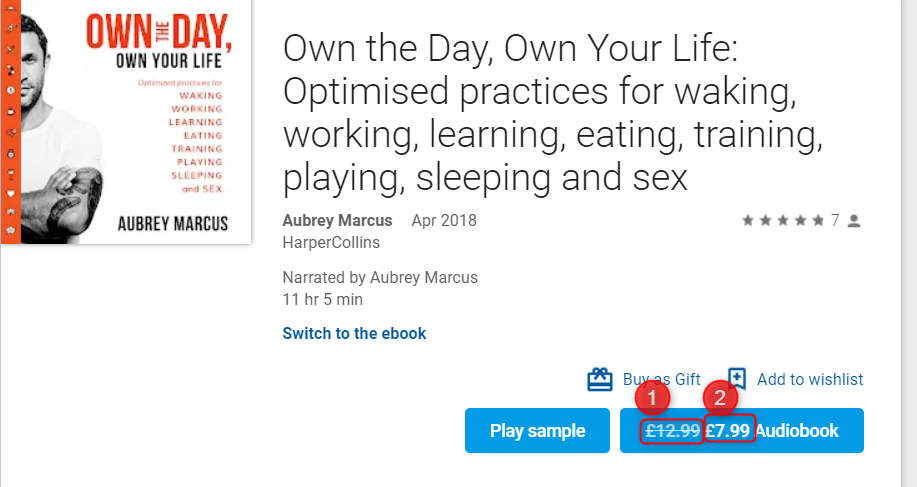 OWN THE DAY,
OWN YOUR LIFE
Optimized practices for
WAKING
WORKING
LEARNING
EATING
TRAINING
PLAYING
SLEEPING
and SEX
AUBREY MARCUS
Own the Day, Own Your Life:
Optimised practices for waking,
working, learning, eating, training,
playing, sleeping and sex
Aubrey Marcus Apr 2018
7
HarperCollins
Narrated by Aubrey Marcus
11 hr 5 min
Switch to the ebook
Buy as Gift
Add to wishlist
1
2
Play sample
£12.99 £7.99 Audiobook